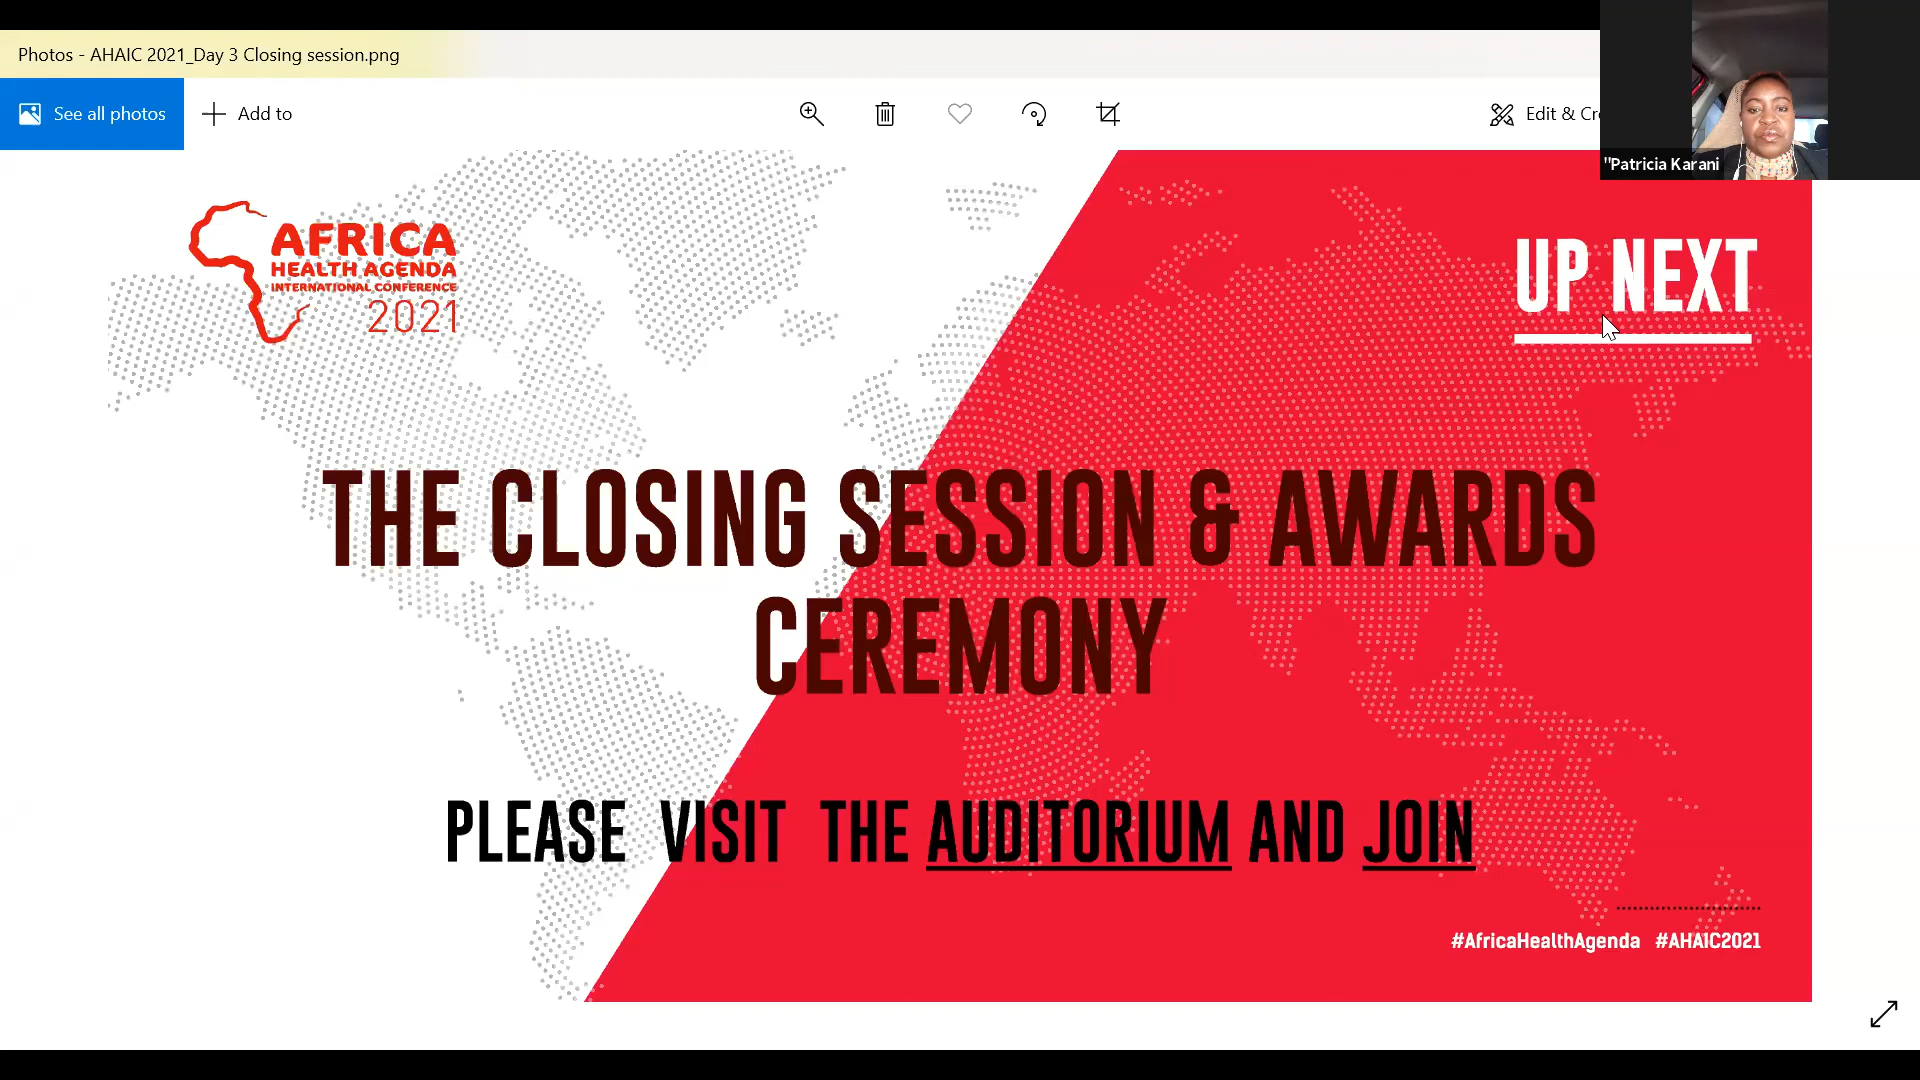 Photos - AHAIC 2021_Day 3 Closing session.png
See all photos
Add to
Edit & Cr
"Patricia Karani
AFRICA
HEALTH AGENDA
INTERNATIONAL CONFERENCE
2021
UP NEXT
THE CLOSING SESSION & AWARDS
CEREMONY
PLEASE VISIT THE AUDITORIUM AND JOIN
#AfricaHealthAgenda #AHAIC2021